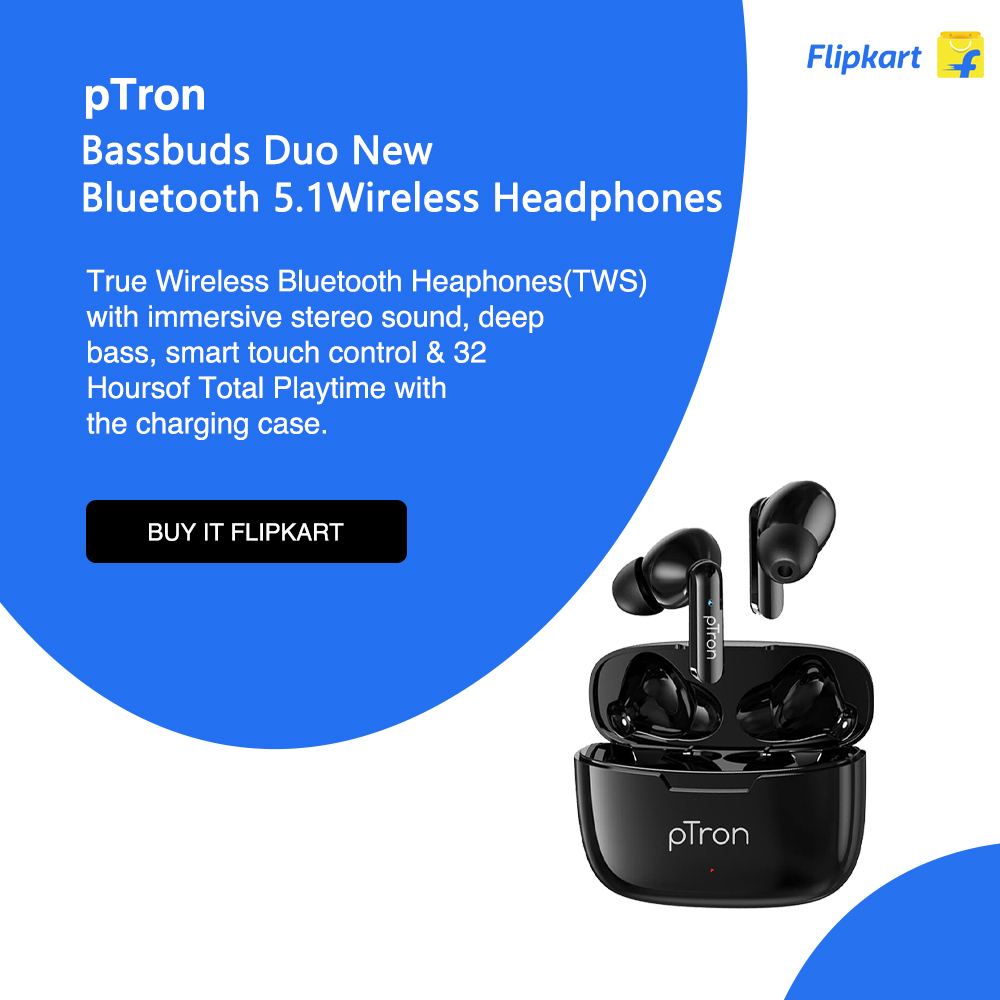 Flipkart
pTron
Bassbuds Duo New
Bluetooth 5.1Wireless Headphones
True Wireless Bluetooth Heaphones(TWS)
with immersive stereo sound, deep
bass, smart touch control & 32
Hoursof Total Playtime with
the charging case.
BUY IT FLIPKART
pTron
pTron